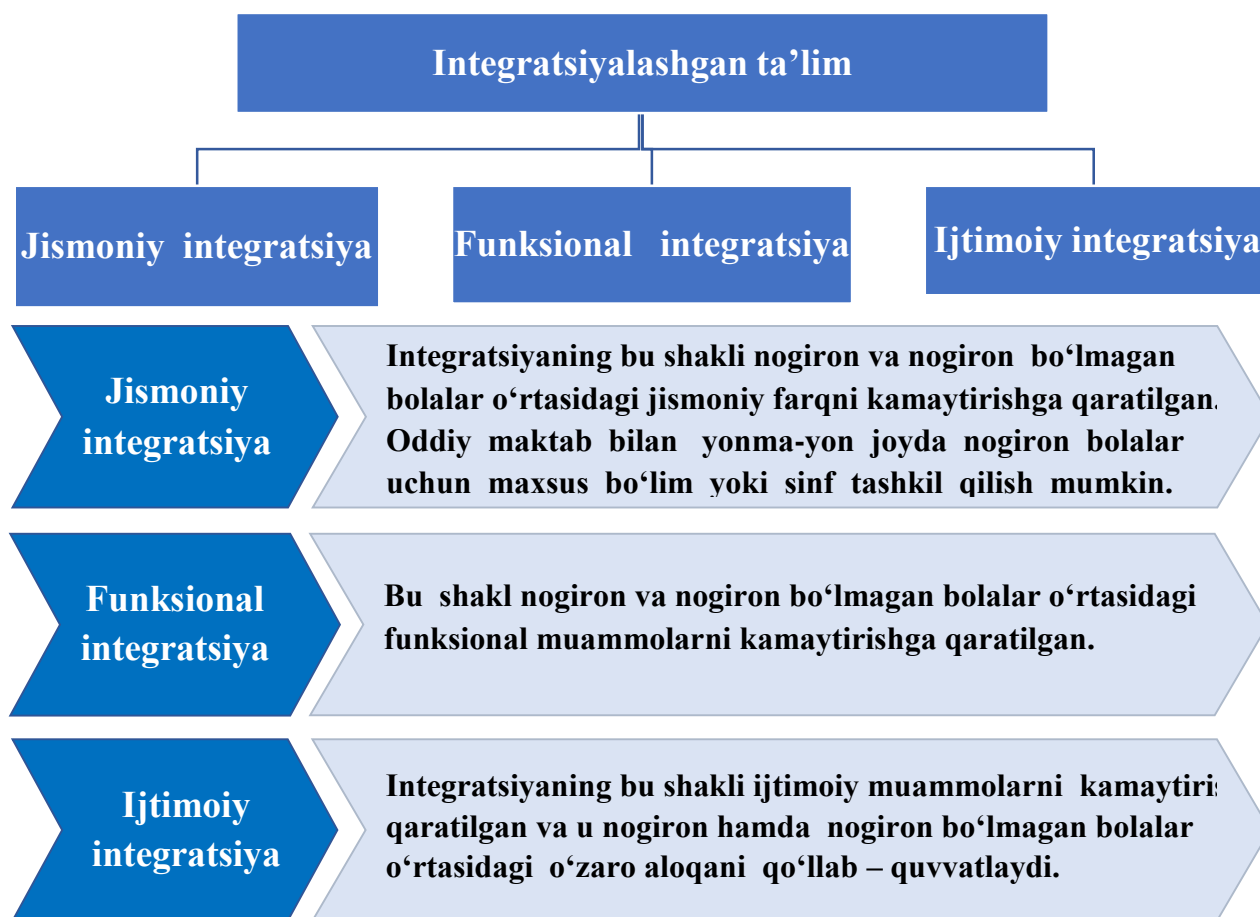 Integratsiyalashgan ta’lim
Jismoniy integratsiya
Funksional integratsiya
Ijtimoiy integratsiya
Jismoniy
integratsiya
Integratsiyaning bu shakli nogiron va nogiron bo‘lmagan
bolalar o‘rtasidagi jismoniy farqni kamaytirishga qaratilgan.
Oddiy maktab bilan yonma-yon joyda nogiron bolalar
uchun maxsus bo‘lim yoki sinf tashkil qilish mumkin.
Funksional
integratsiya
Bu shakl nogiron va nogiron bo‘lmagan bolalar o‘rtasidagi
funksional muammolarni kamaytirishga qaratilgan.
Ijtimoiy
integratsiya
Integratsiyaning bu shakli ijtimoiy muammolarni
qaratilgan va u nogiron hamda nogiron bo‘lmagan bolalar
o‘rtasidagi o‘zaro aloqani qo‘llab – quvvatlaydi.